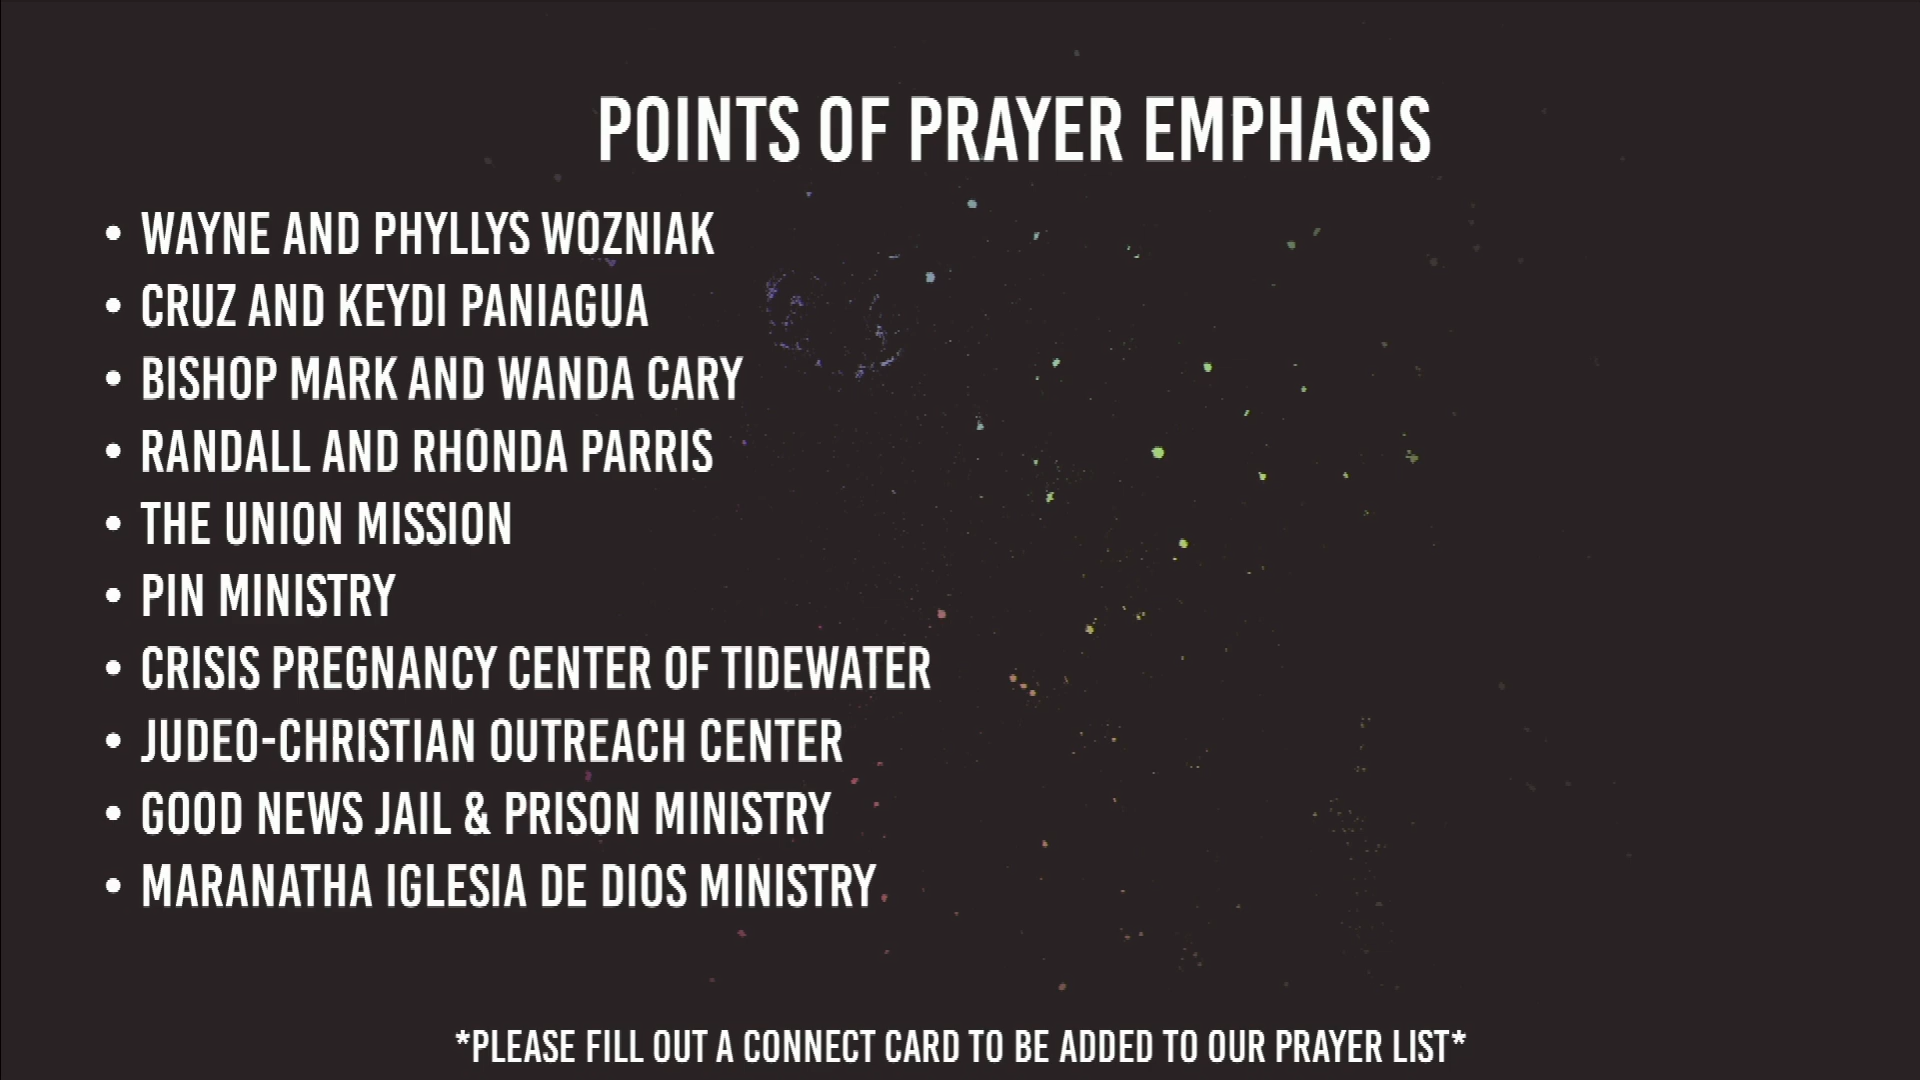 POINTS OF PRAYER EMPHASIS
• WAYNE AND PHYLLYS WOZNIAK
• CRUZ AND KEYDI PANIAGUA
• BISHOP MARK AND WANDA CARY
• RANDALL AND RHONDA PARRIS
• THE UNION MISSION
• PIN MINISTRY
• CRISIS PREGNANCY CENTER OF TIDEWATER
• JUDEO-CHRISTIAN OUTREACH CENTER
• GOOD NEWS JAIL & PRISON MINISTRY
• MARANATHA IGLESIA DE DIOS MINISTRY
*PLEASE FILL OUT A CONNECT CARD TO BE ADDED TO OUR PRAYER LIST*